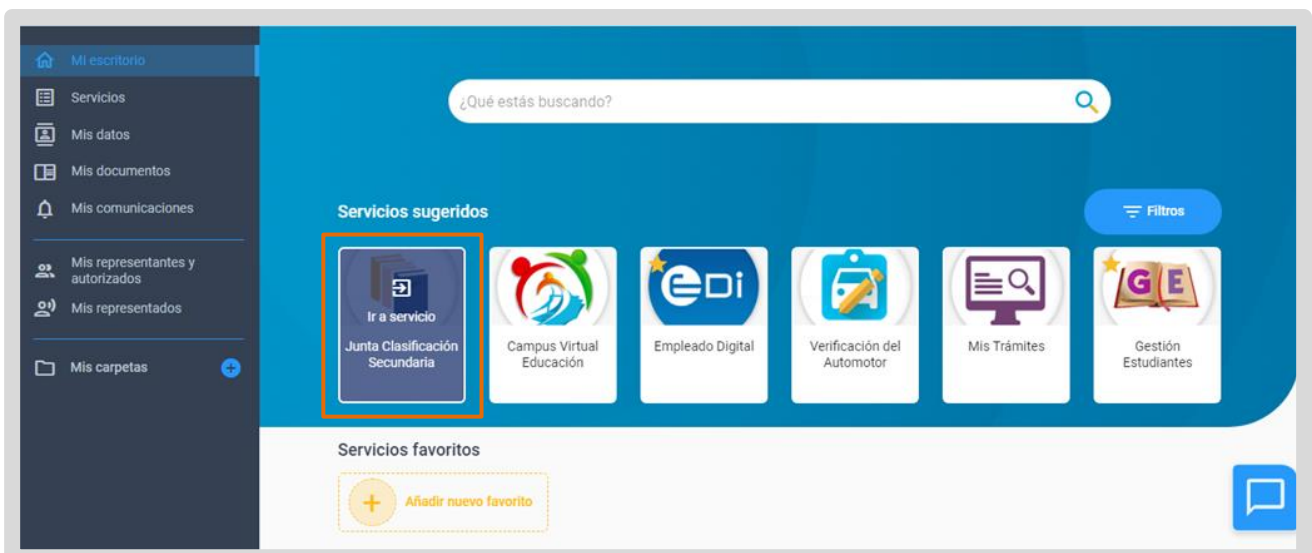 Mi escritorio
Servicios
Mis datos
Mis documentos
Mis comunicaciones
Mis representantes y
autorizados
Mis representados
Mis carpetas
¿Qué estás buscando?
Servicios sugeridos
Filtros
Ir a servicio
Junta Clasificación
Secundaria
Campus Virtual
Educación
eDi
Empleado Digital
Verificación del
Automotor
Mis Trámites
GE
Gestión
Estudiantes
Servicios favoritos
Añadir nuevo favorito